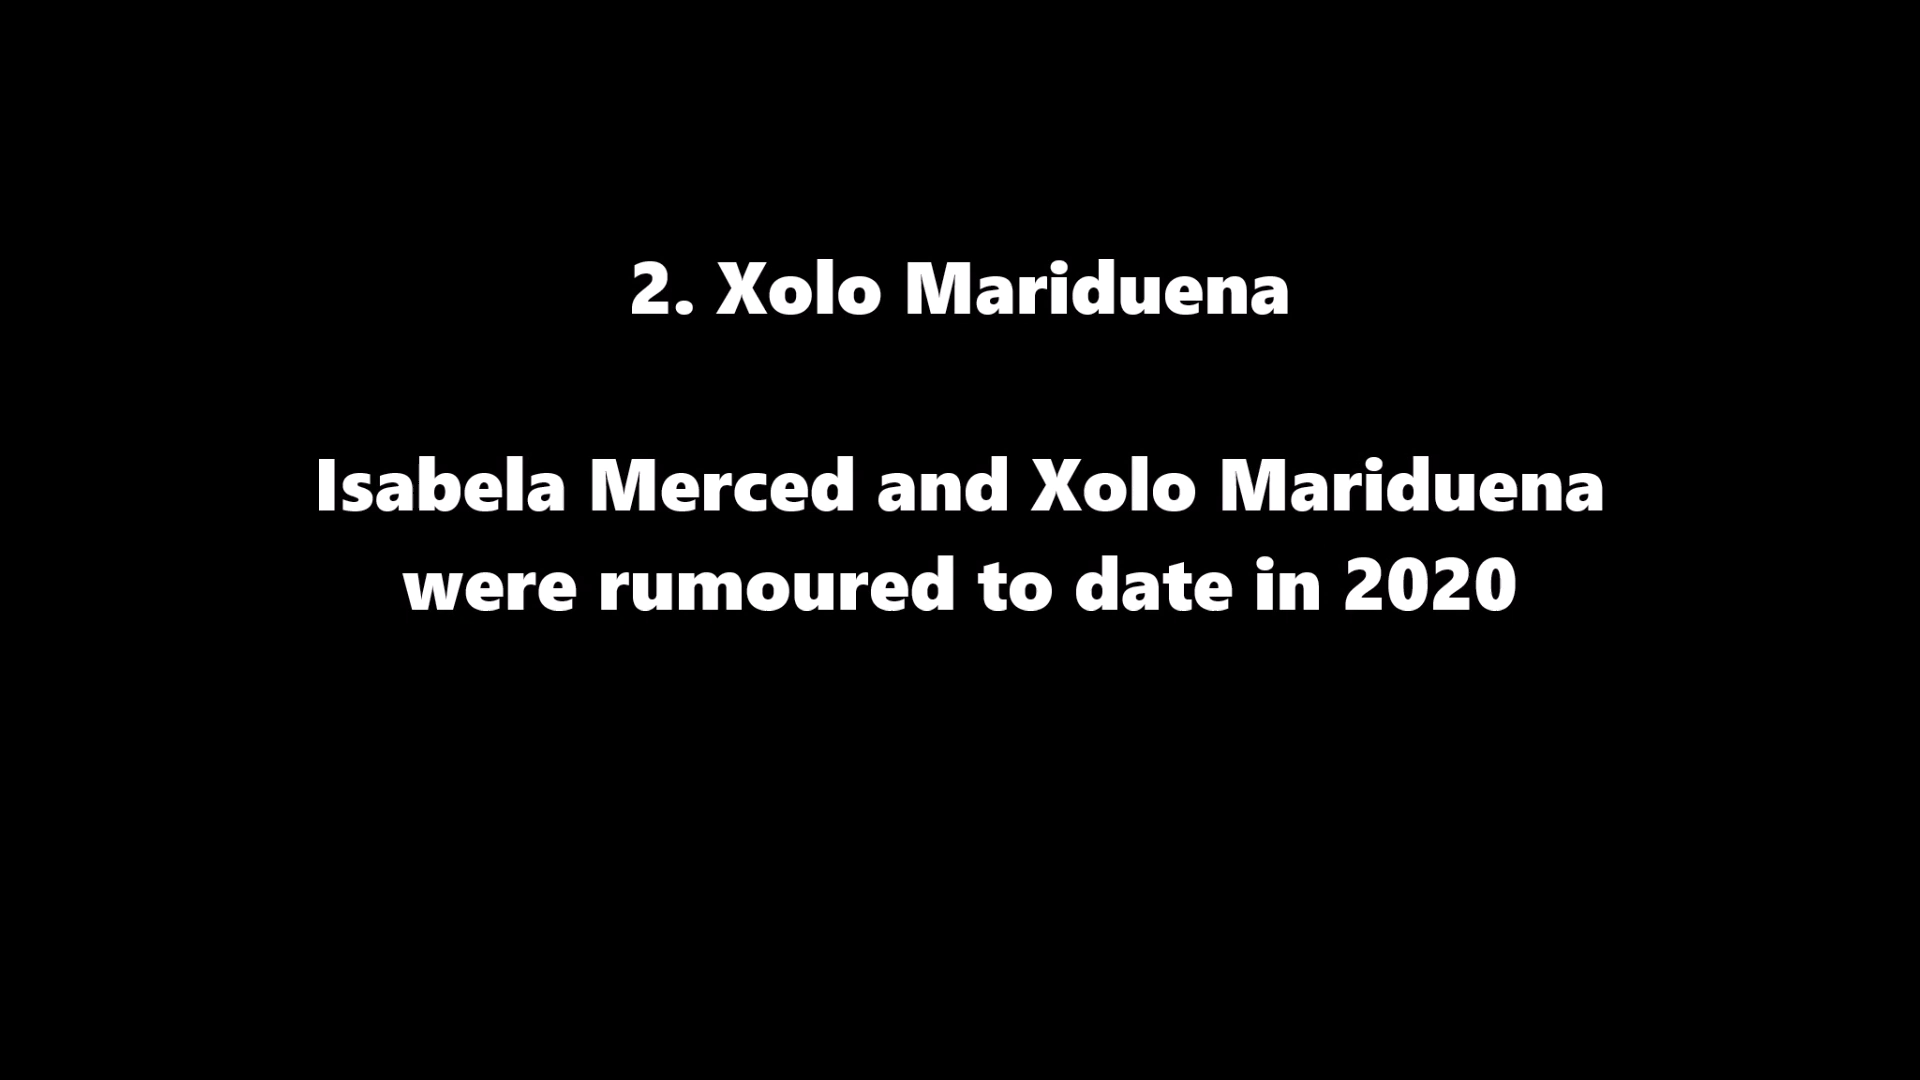 2. Xolo Mariduena
Isabela Merced and Xolo Mariduena
were rumoured to date in 2020